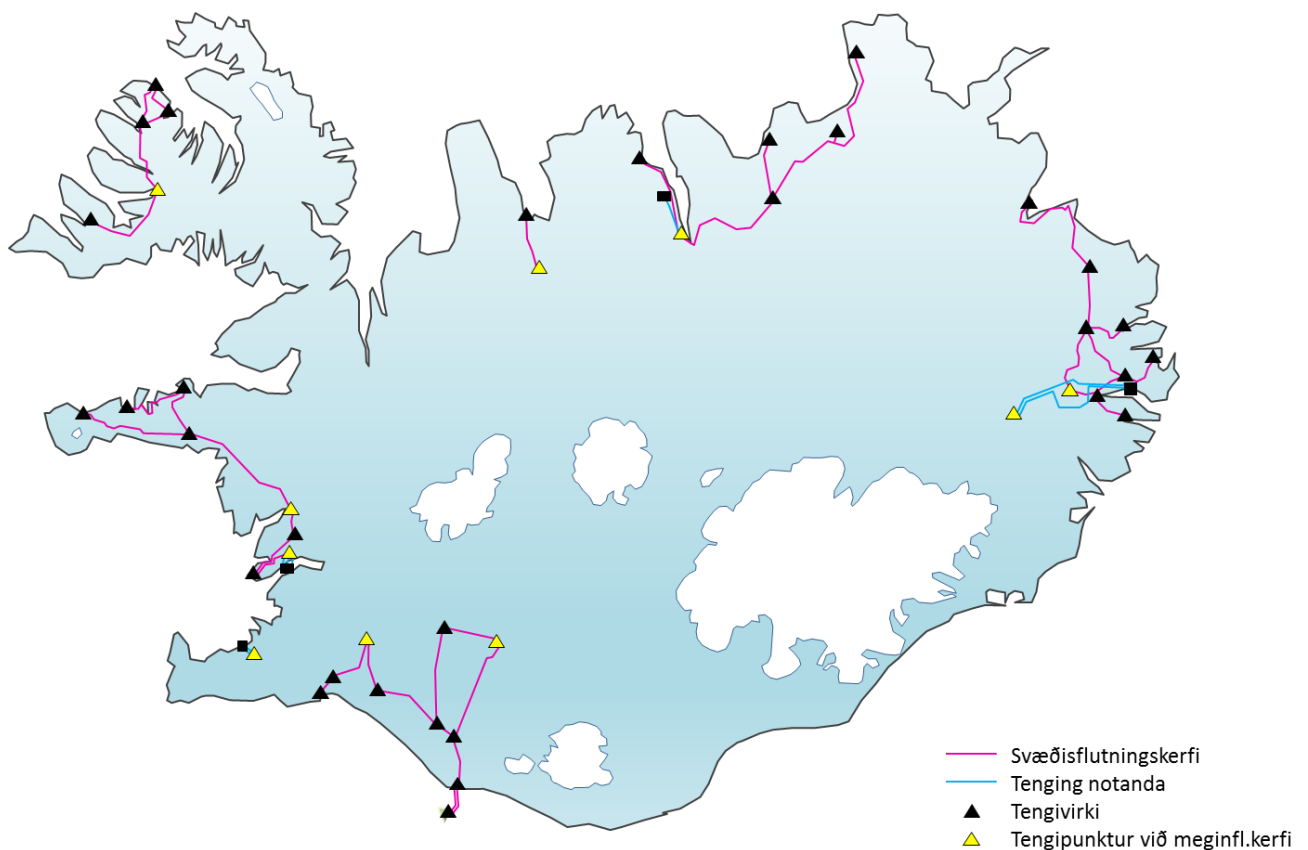 Svæðisflutningskerfi
Tenging notanda
Tengivirki
Tengipunktur við meginfl.kerfi